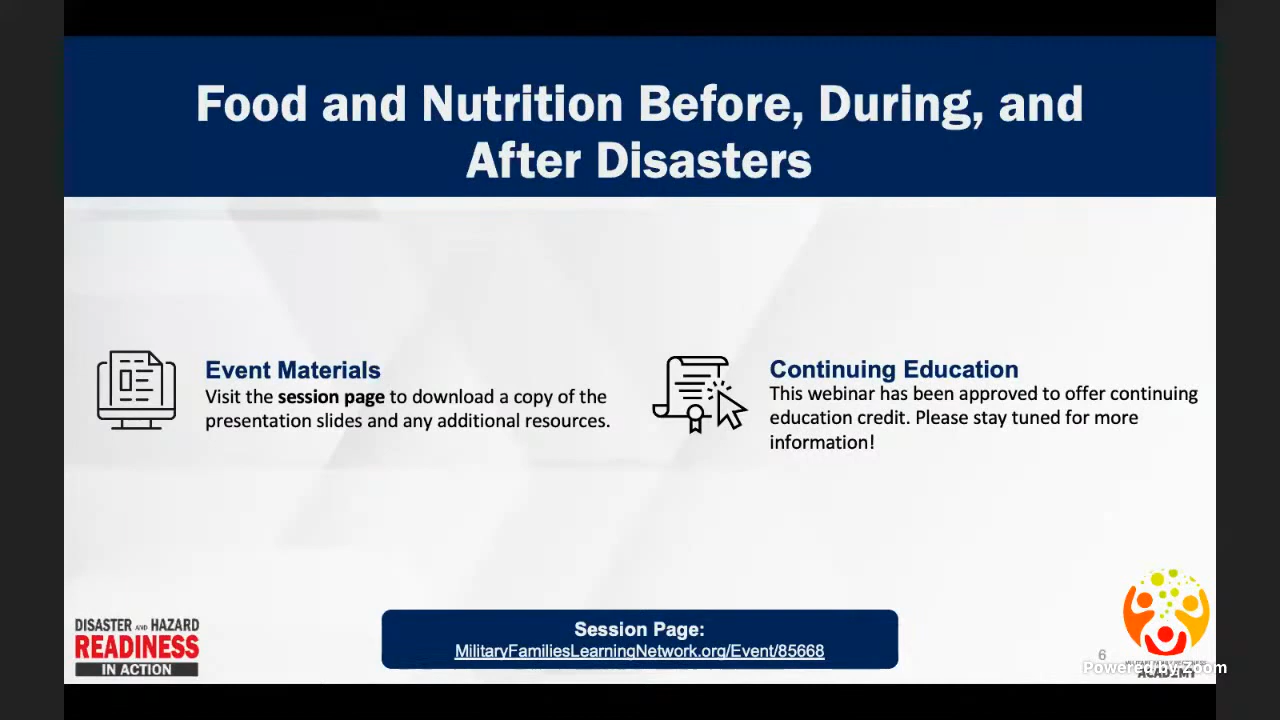 Food and Nutrition Before, During, and
After Disasters
Event Materials
Visit the session page to download a copy of the
presentation slides and any additional resources.
Continuing Education
This webinar has been approved to offer continuing
education credit. Please stay tuned for more
information!
DISASTER AND HAZARD
READINESS
IN ACTION
Session Page:
MilitaryFamiliesLearningNetwork.org/Event/85668
6
Powered by Zoom
ACADEMY